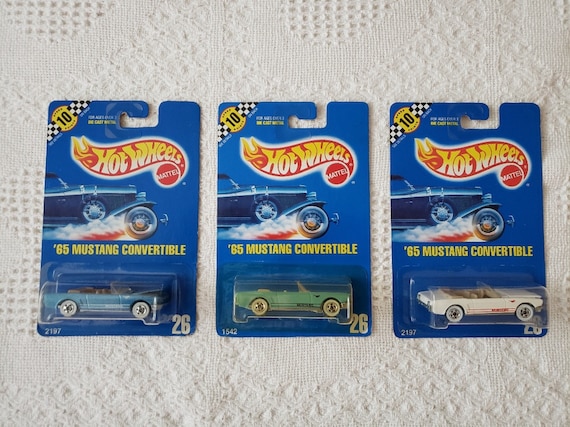 10
FOR AGES OVER 3
DIE CAST METAL
Hot Wheels
MATTEL
'65 MUSTANG CONVERTIBLE
2197
26
10
FOR AGES OVER 3
DIE CAST METAL
Hot Wheels
MATTEL
'65 MUSTANG CONVERTIBLE
MUSTANG
1542
26
10
FOR AGES OVER 3
DIE CAST METAL
Hot Wheels
MATTEL
'65 MUSTANG CONVERTIBLE
2197
26